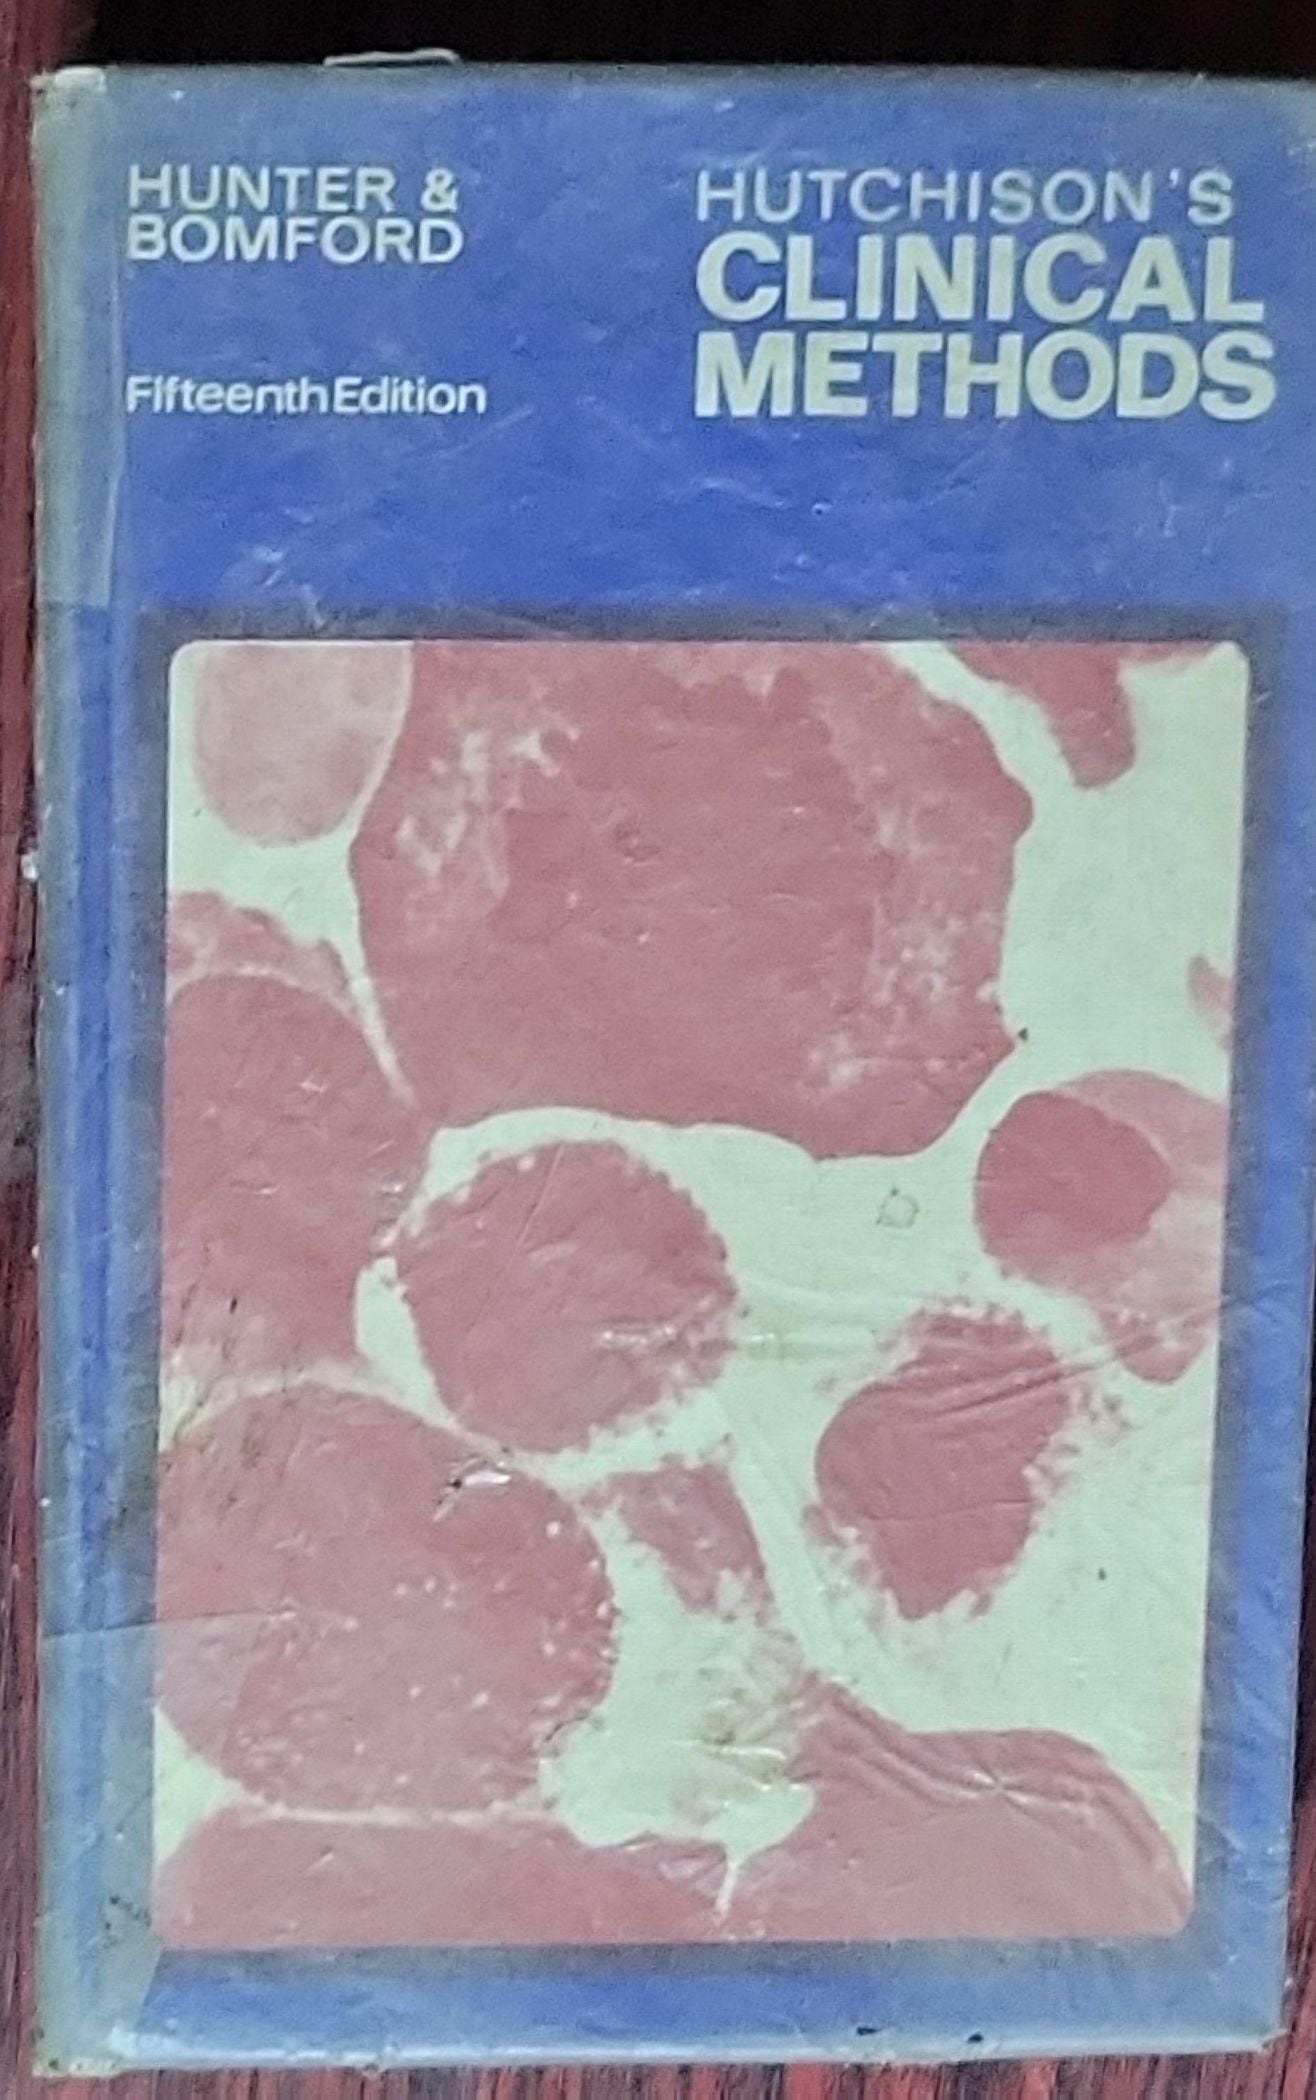 HUNTER &
BOMFORD
Fifteenth Edition
HUTCHISON'S
CLINICAL
METHODS